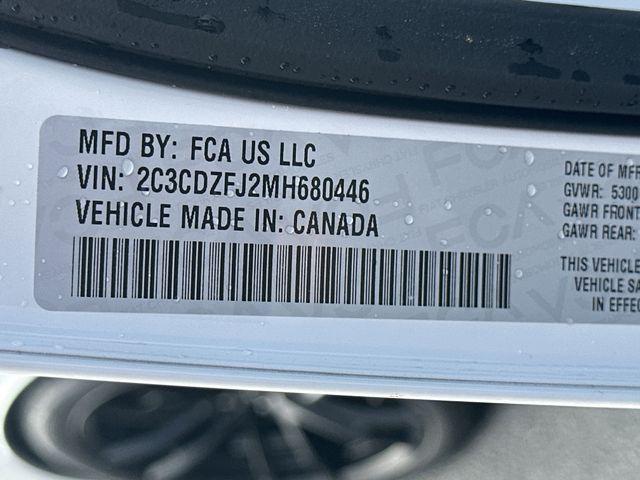 MFD BY: FCA US LLC
VIN: 2C3CDZFJ2MH680446
VEHICLE MADE IN: CANADA
DATE OF MFR
GVWR: 5300
GAWR FRONT
GAWR REAR:
THIS VEHICLE
VEHICLE SA
IN EFFEC